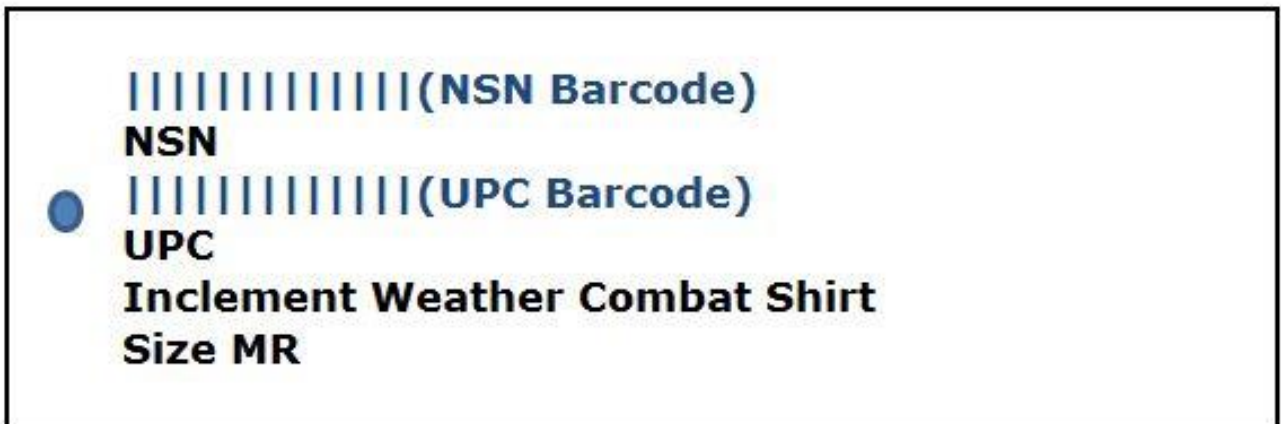 |||||||||||||(NSN Barcode)
NSN
|||||||||||||(UPC Barcode)
UPC
Inclement Weather Combat Shirt
Size MR